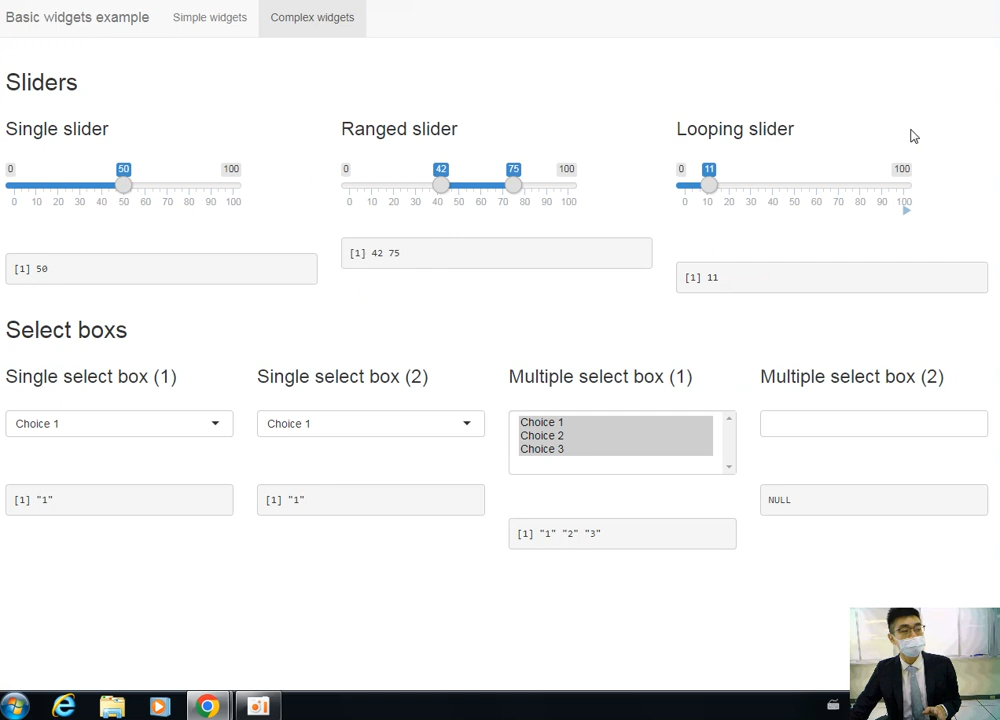 Basic widgets example Simple widgets Complex widgets
Sliders
Single slider Ranged slider Looping slider
0 50 100 0 42 75 100 0 11 100
0 10 20 30 40 50 60 70 80 90 100 0 10 20 30 40 50 60 70 80 90 100 0 10 20 30 40 50 60 70 80 90 100
[1] 50 [1] 42 75 [1] 11
Select boxs
Single select box (1) Single select box (2) Multiple select box (1) Multiple select box (2)
Choice 1 Choice 1 Choice 1
Choice 2
Choice 3
[1] "1" [1] "1" NULL
[1] "1" "2" "3"